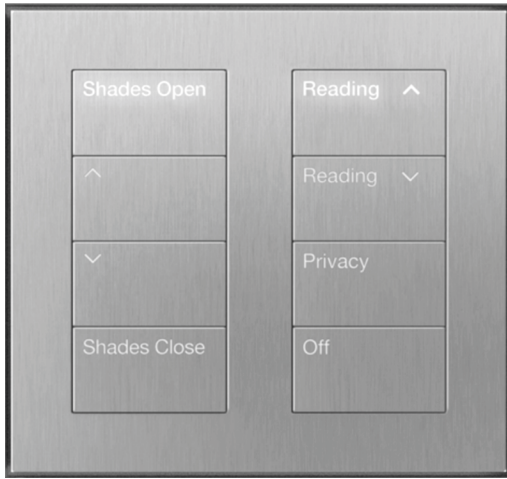 Shades Open
Shades Close
Reading
Reading
Privacy
Off